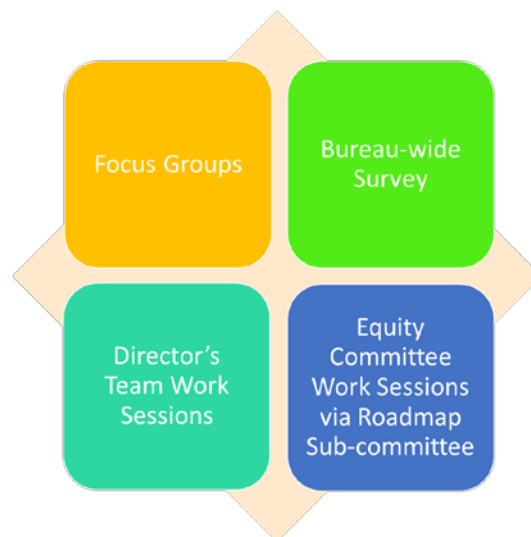 Focus Groups
Bureau-wide
Survey
Director’s
Team Work
Sessions
Equity
Committee
Work Sessions
via Roadmap
Sub-committee